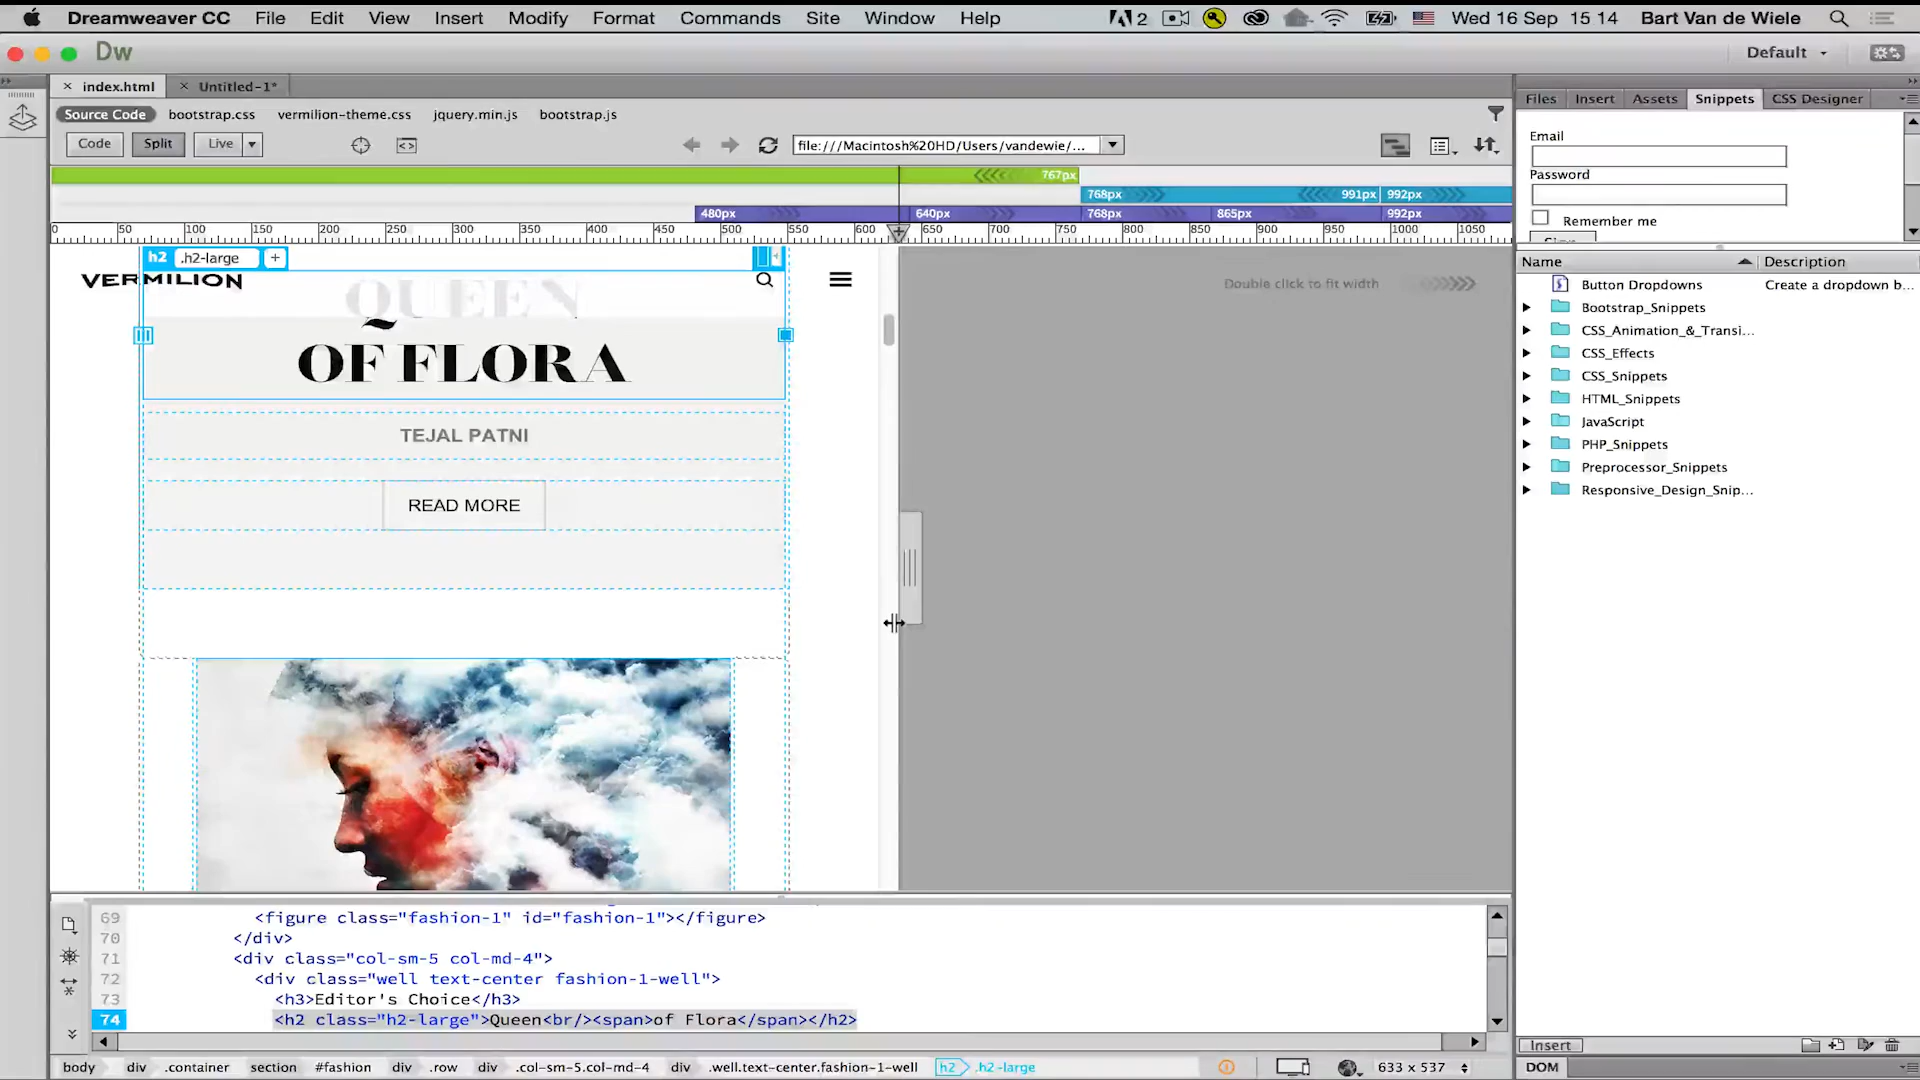 Dreamweaver CC File Edit View Insert Modify Format Commands Site Window Help 2 Wed 16 Sep 15 14 Bart Van de Wiele
Dw Default
index.html Untitled-1*
Source Code bootstrap.css vermilion-theme.css jquery.min.js bootstrap.js
Code Split Live file:///Macintosh%20HD/Users/vandewie/...
767px
768px 991px 992px
480px 640px 768px 865px 992px
0 50 100 150 200 250 300 350 400 450 500 550 600 650 700 750 800 850 900 950 1000 1050
h2 .h2-large +
VERMILION
QUEEN
OF FLORA
TEJAL PATNI
READ MORE
Double click to fit width
69 <figure class="fashion-1" id="fashion-1"></figure>
70 </div>
71 <div class="col-sm-5 col-md-4">
72 <div class="well text-center fashion-1-well">
73 <h3>Editor's Choice</h3>
74 <h2 class="h2-large">Queen<br/><span>of Flora</span></h2>
body div .container section #fashion div .row div .col-sm-5.col-md-4 div .well.text-center.fashion-1-well h2 .h2-large 633 x 537
Files Insert Assets Snippets CSS Designer
Email
Password
Remember me
Name Description
Button Dropdowns Create a dropdown b...
Bootstrap_Snippets
CSS_Animation_&_Transi...
CSS_Effects
CSS_Snippets
HTML_Snippets
JavaScript
PHP_Snippets
Preprocessor_Snippets
Responsive_Design_Snip...
Insert
DOM